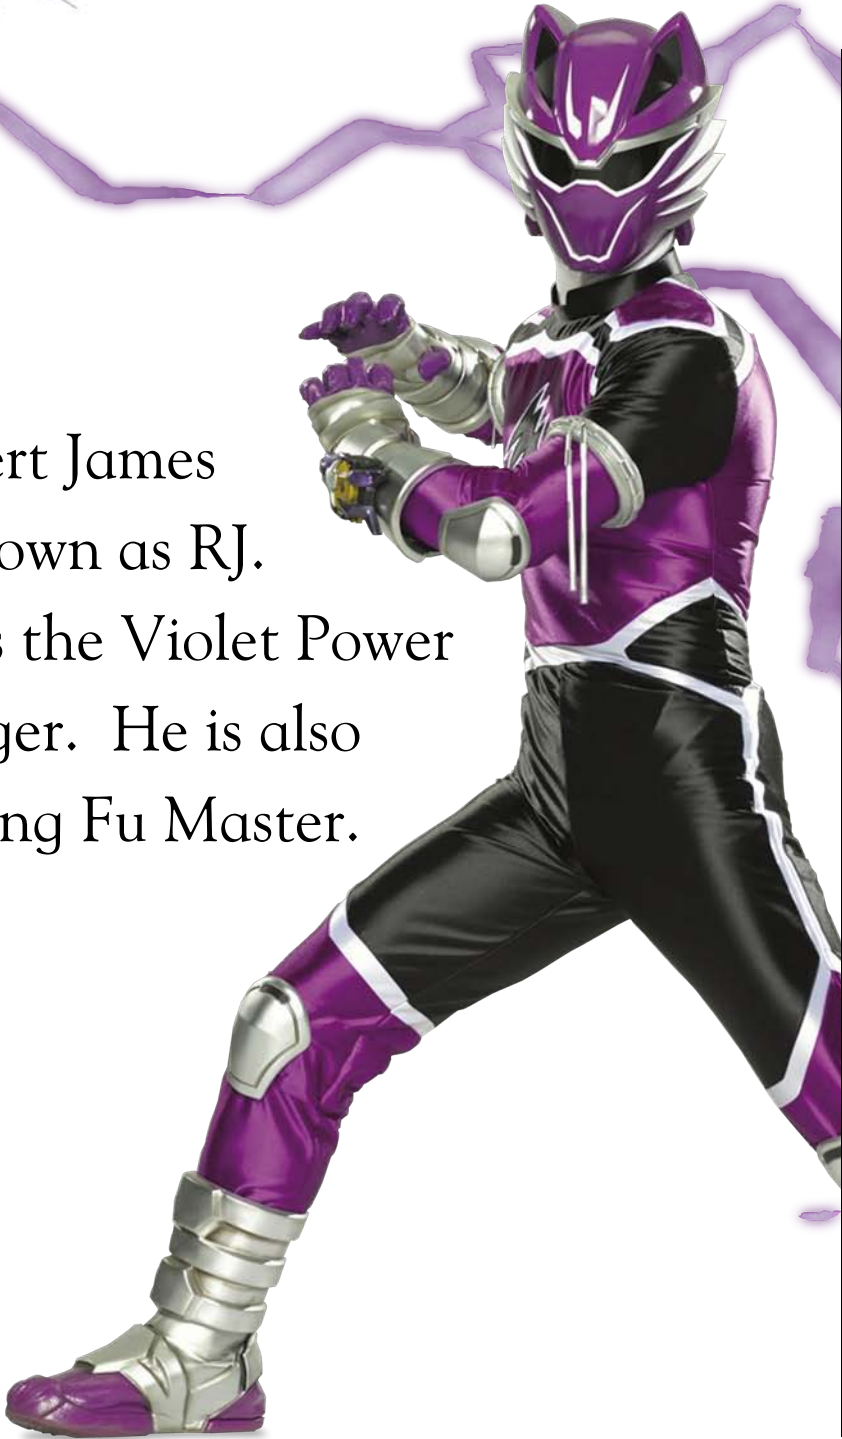 ert James
own as RJ.
s the Violet Power
ger. He is also
ng Fu Master.